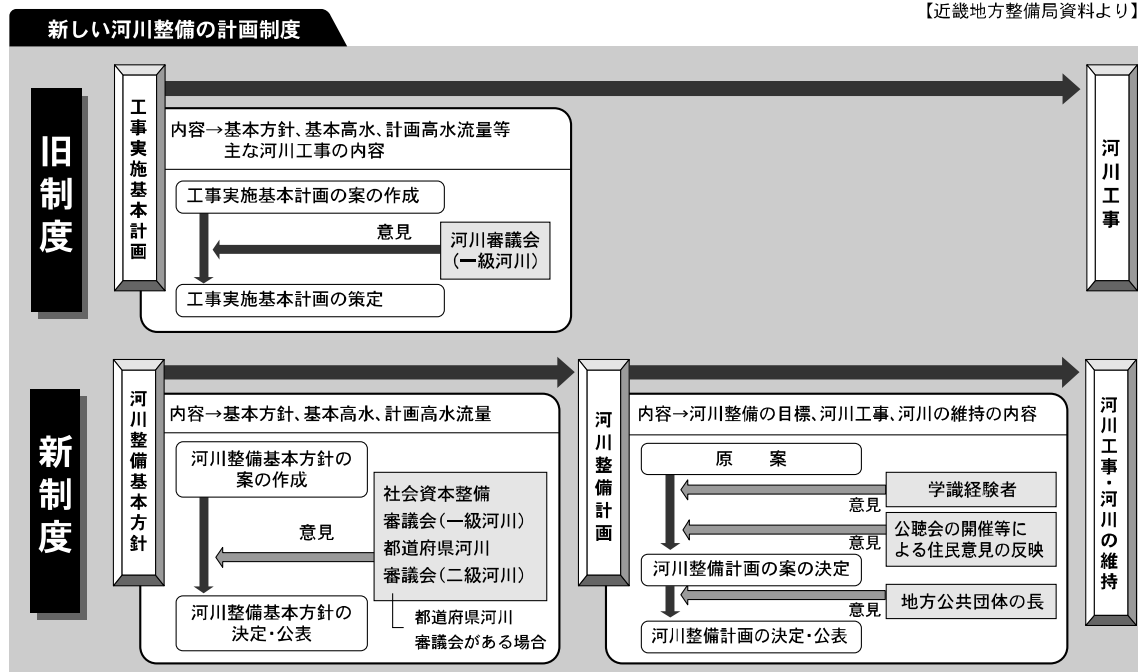 【近畿地方整備局資料より】
新しい河川整備の計画制度
旧制度
工事実施基本計画
内容→基本方針、基本高水、計画高水流量等
主な河川工事の内容
工事実施基本計画の案の作成
意見
河川審議会
(一級河川)
工事実施基本計画の策定
河川工事
新制度
河川整備基本方針
内容→基本方針、基本高水、計画高水流量
河川整備基本方針の
案の作成
意見
社会資本整備
審議会(一級河川)
都道府県河川
審議会(二級河川)
都道府県河川
審議会がある場合
河川整備基本方針の
決定・公表
河川整備計画
内容→河川整備の目標、河川工事、河川の維持の内容
原　案
意見
学識経験者
意見
公聴会の開催等に
よる住民意見の反映
河川整備計画の案の決定
意見
地方公共団体の長
河川整備計画の決定・公表
河川工事・河川の維持